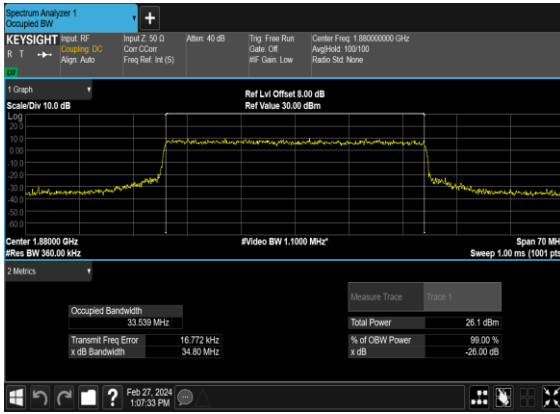 Spectrum Analyzer 1
Occupied BW
+
KEYSIGHT Input: RF Input Z: 50 Ω Atten: 40 dB Trig: Free Run Center Freq: 1.880000000 GHz
R T Coupling: DC Corr CCorr Gate: Off Avg|Hold: 100/100
Align: Auto Freq Ref: Int (S) #IF Gain: Low Radio Std: None
LVI
1 Graph
Ref Lvl Offset 8.00 dB
Scale/Div 10.0 dB Ref Value 30.00 dBm
Log
20.0
10.0
0.00
-10.0
-20.0
-30.0
-40.0
-50.0
-60.0
Center 1.88000 GHz #Video BW 1.1000 MHz* Span 70 MH
#Res BW 360.00 kHz Sweep 1.00 ms (1001 pts
2 Metrics
Measure Trace Trace 1
Occupied Bandwidth
33.539 MHz Total Power 26.1 dBm
Transmit Freq Error 16.772 kHz % of OBW Power 99.00 %
x dB Bandwidth 34.80 MHz x dB -26.00 dB
? Feb 27, 2024
1:07:33 PM